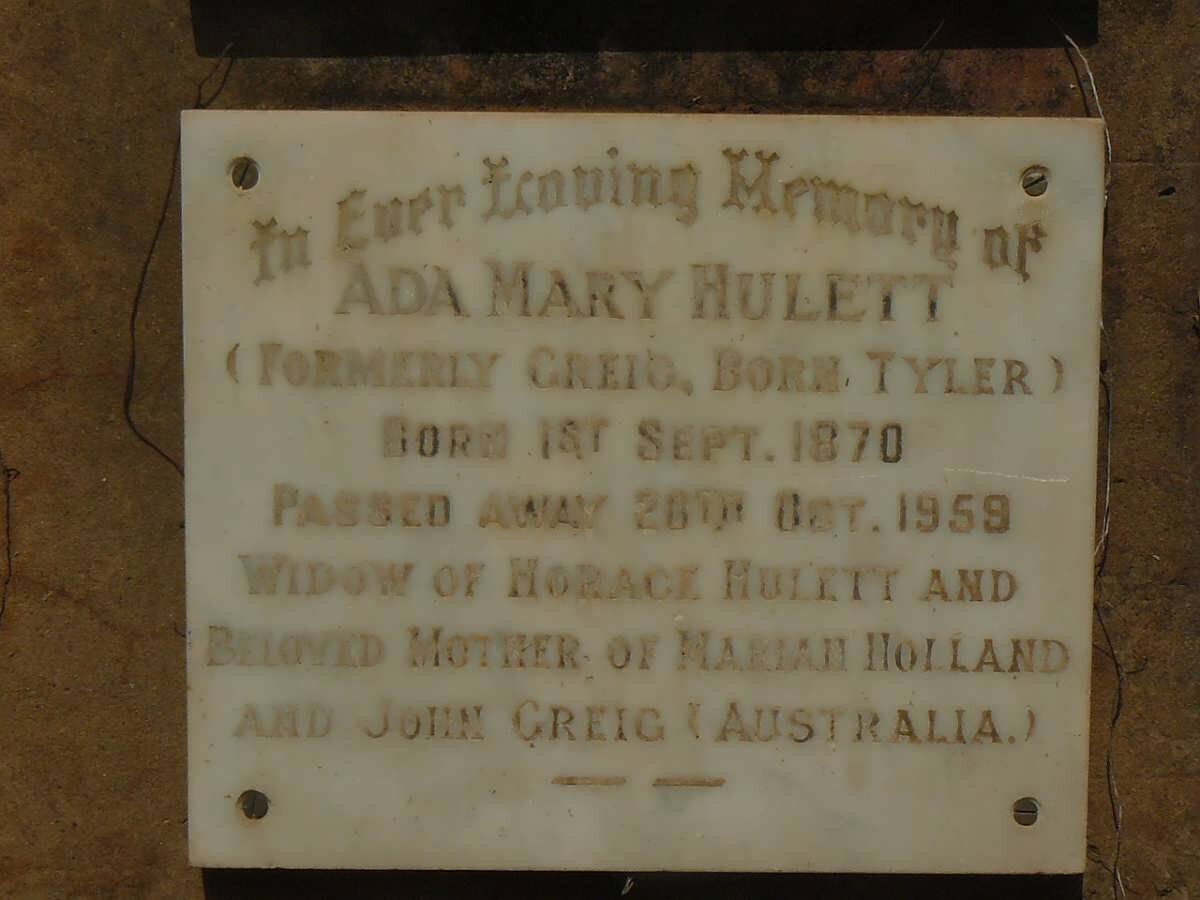 In Ever Loving Memory of
ADA MARY HULETT
(FORMERLY GREIG, BORN TYLER)
BORN 1ST SEPT. 1870
PASSED AWAY 28TH OCT. 1959
WIDOW OF HORACE HULETT AND
BELOVED MOTHER OF MARIAH HOLLAND
AND JOHN GREIG (AUSTRALIA.)